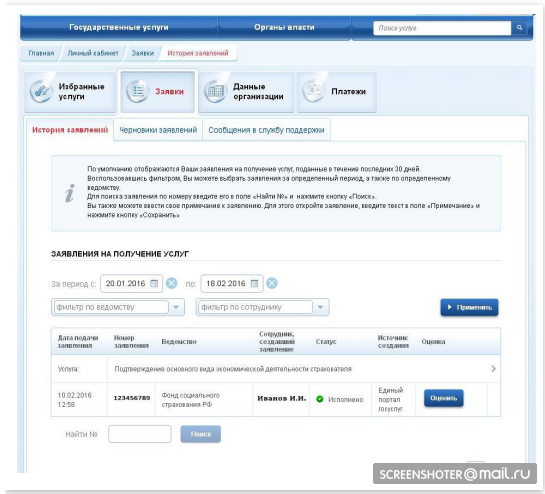 Государственные услуги Органы власти Поиск услуг
Главная Личный кабинет Заявки История заявлений
Избранные услуги
Заявки
Данные организации
Платежи
История заявлений Черновики заявлений Сообщения в службу поддержки
По умолчанию отображаются Ваши заявления на получение услуг, поданные в течение последних 30 дней.
Воспользовавшись фильтром, Вы можете выбрать заявления за определенный период, а также по определенному
ведомству.
Для поиска заявления по номеру введите его в поле «Найти №» и нажмите кнопку «Поиск».
Вы также можете ввести свое примечание к заявлению. Для этого откройте заявление, введите текст в поле «Примечание» и
нажмите кнопку «Сохранить»
ЗАЯВЛЕНИЯ НА ПОЛУЧЕНИЕ УСЛУГ
За период с: 20.01.2016 по: 18.02.2016
фильтр по ведомству фильтр по сотруднику Применить
Дата подачи заявления
Номер заявления
Ведомство
Сотрудник, создавший заявление
Статус
Источник создания
Оценка
Услуга: Подтверждение основного вида экономической деятельности страхователя
10.02.2016 12:58
123456789
Фонд социального страхования РФ
Иванов И.И.
Исполнено
Единый портал госуслуг
Оценить
Найти № Поиск
SCREENSHOTER@mail.ru